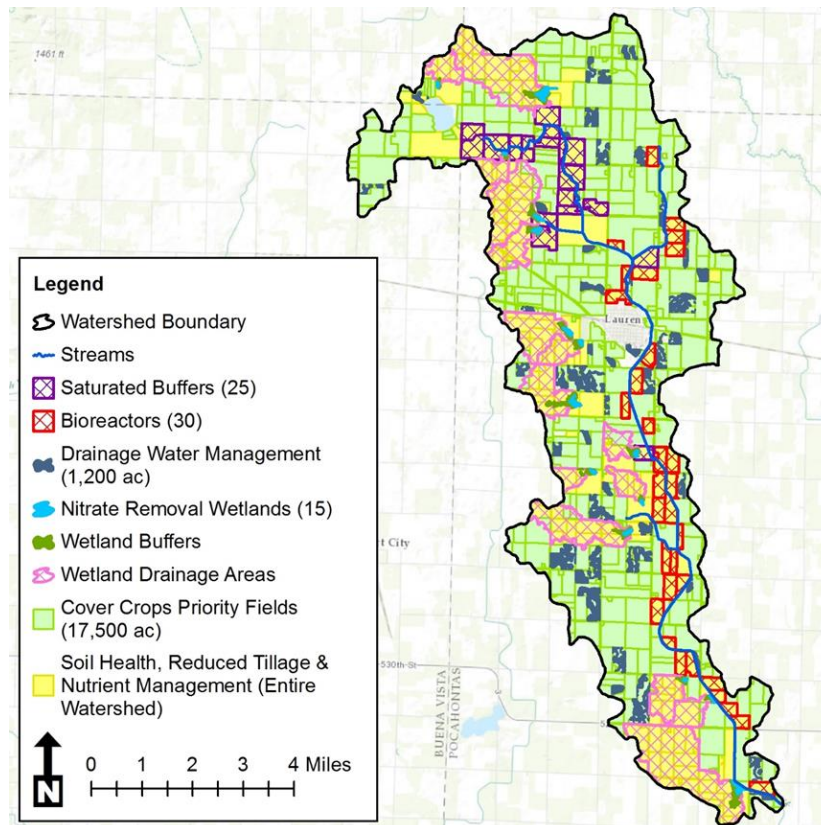 1461 ft
Lauren
Legend
Watershed Boundary
Streams
Saturated Buffers (25)
Bioreactors (30)
Drainage Water Management
(1,200 ac)
Nitrate Removal Wetlands (15)
Wetland Buffers
Wetland Drainage Areas
Cover Crops Priority Fields
(17,500 ac)
Soil Health, Reduced Tillage &
Nutrient Management (Entire
Watershed)
N
0 1 2 3 4 Miles
t City
530th St
5
BUENA VISTA
POCAHONTAS